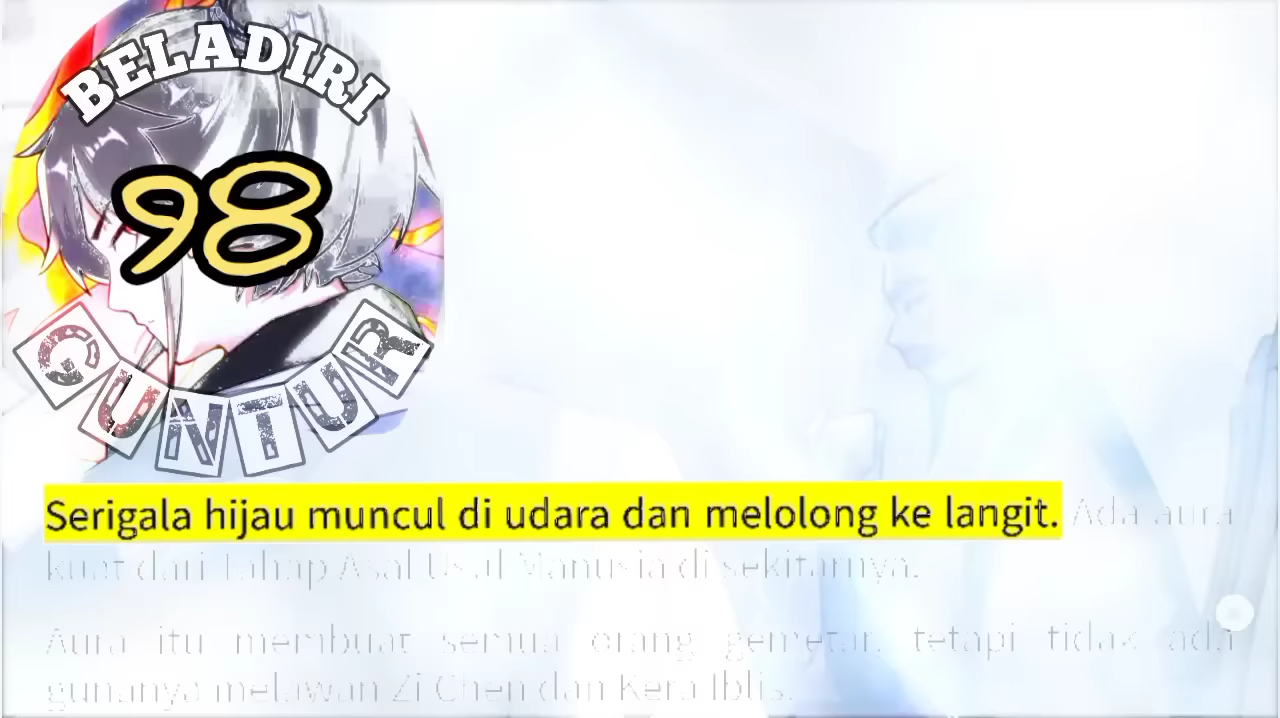 BELADIRI
98
GUNTUR
Serigala hijau muncul di udara dan melolong ke langit. Ada aura
kuat dari Tahap Asal Usul Manusia di sekitarnya.
Aura itu membuat semua orang gemetar, tetapi tidak ada
gunanya melawan Zi Chen dan Kera Iblis.